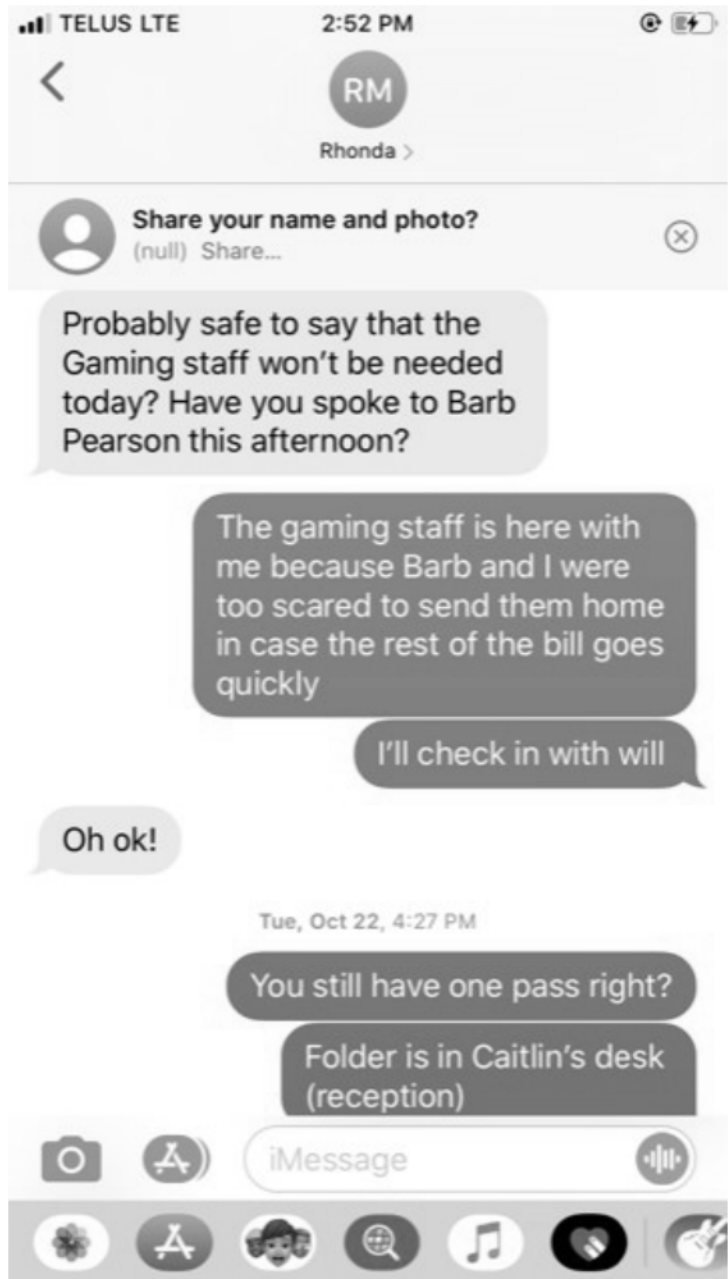 TELUS LTE 2:52 PM
RM
Rhonda >
Share your name and photo?
(null) Share...
Probably safe to say that the
Gaming staff won't be needed
today? Have you spoke to Barb
Pearson this afternoon?
The gaming staff is here with
me because Barb and I were
too scared to send them home
in case the rest of the bill goes
quickly
I'll check in with will
Oh ok!
Tue, Oct 22, 4:27 PM
You still have one pass right?
Folder is in Caitlin's desk
(reception)
iMessage